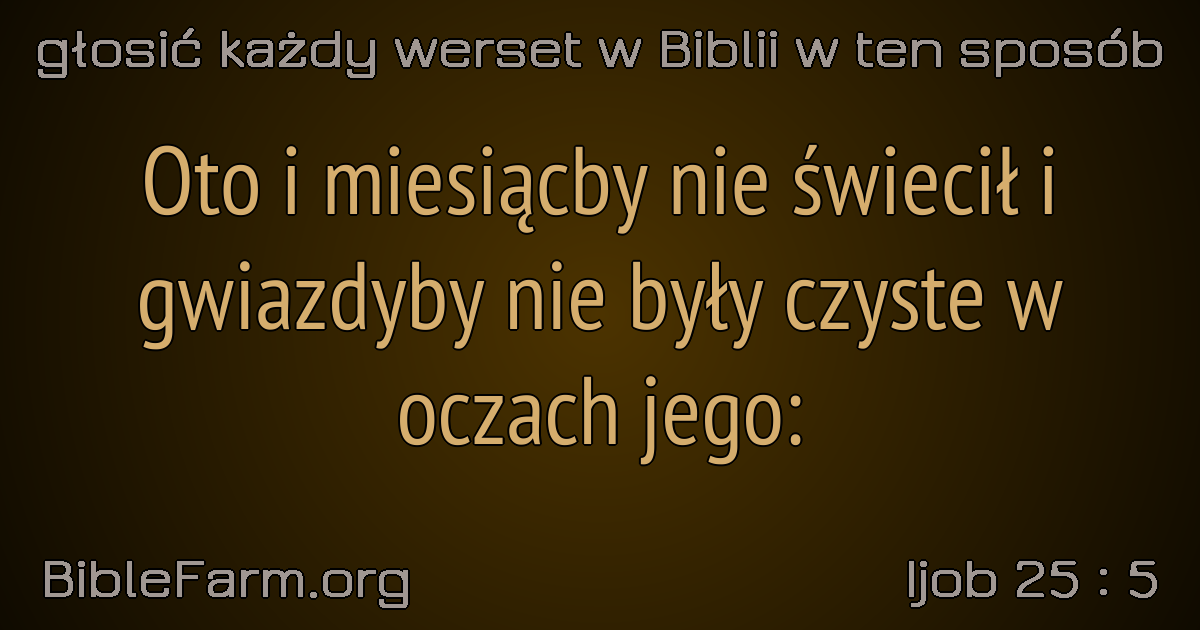 głosić każdy werset w Biblii w ten sposób
Oto i miesiącby nie świecił i
gwiazdyby nie były czyste w
oczach jego:
BibleFarm.org
Ijob 25 : 5